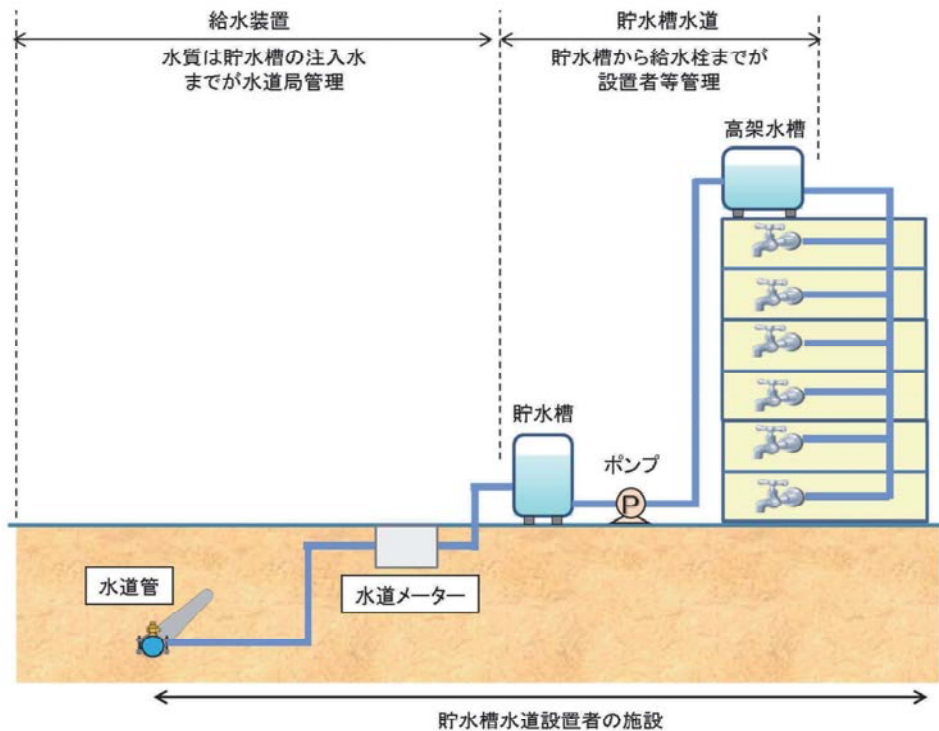 給水装置
水質は貯水槽の注入水
までが水道局管理
貯水槽水道
貯水槽から給水栓までが
設置者等管理
高架水槽
貯水槽
ポンプ
P
水道管
水道メーター
貯水槽水道設置者の施設